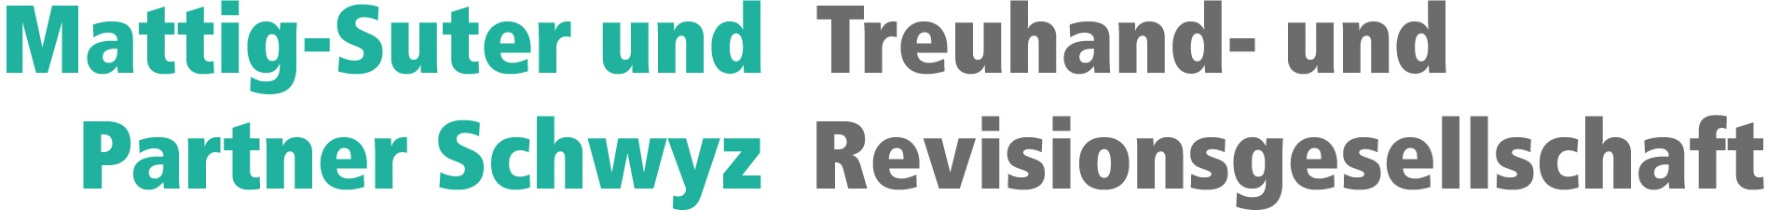 Mattig-Suter und Treuhand- und
Partner Schwyz Revisionsgesellschaft